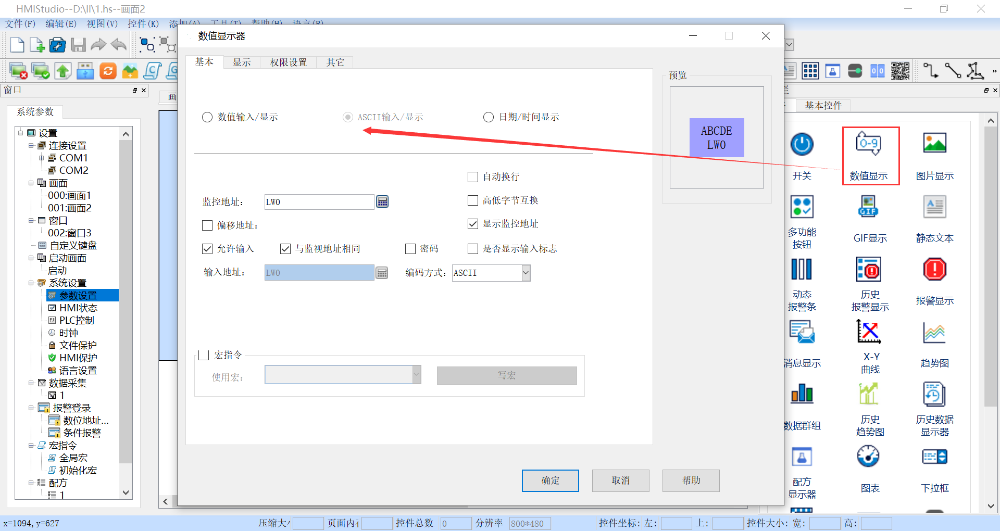 HMIStudio--D:\II\1.hs--画面2
文件(F) 编辑(E) 视图(V) 控件(K)
数值显示器
基本 显示 权限设置 其它
窗口
系统参数
设置
连接设置
COM1
COM2
画面
000:画面1
001:画面2
窗口
002:窗口3
自定义键盘
启动画面
启动
系统设置
参数设置
HMI状态
PLC控制
时钟
文件保护
HMI保护
语言设置
数据采集
1
报警登录
数位地址...
条件报警
宏指令
全局宏
初始化宏
配方
1
数值输入/显示 ASCII输入/显示 日期/时间显示
自动换行
监控地址: LW0 高低字节互换
偏移地址: 显示监控地址
允许输入 与监视地址相同 密码 是否显示输入标志
输入地址: LW0 编码方式: ASCII
宏指令
使用宏: 写宏
预览
ABCDE
LW0
确定 取消 帮助
基本控件
0-9
开关 数值显示 图片显示
GIF
多功能
按钮
GIF显示 静态文本
动态
报警条
历史
报警显示
报警显示
消息显示
X-Y
曲线
趋势图
数据群组
历史
趋势图
历史数据
显示器
配方
显示器
图表 下拉框
x=1094,y=627 压缩大 页面内 控件总数 0 分辨率 800*480 控件坐标: 左: 上: 控件大小: 宽: 高: